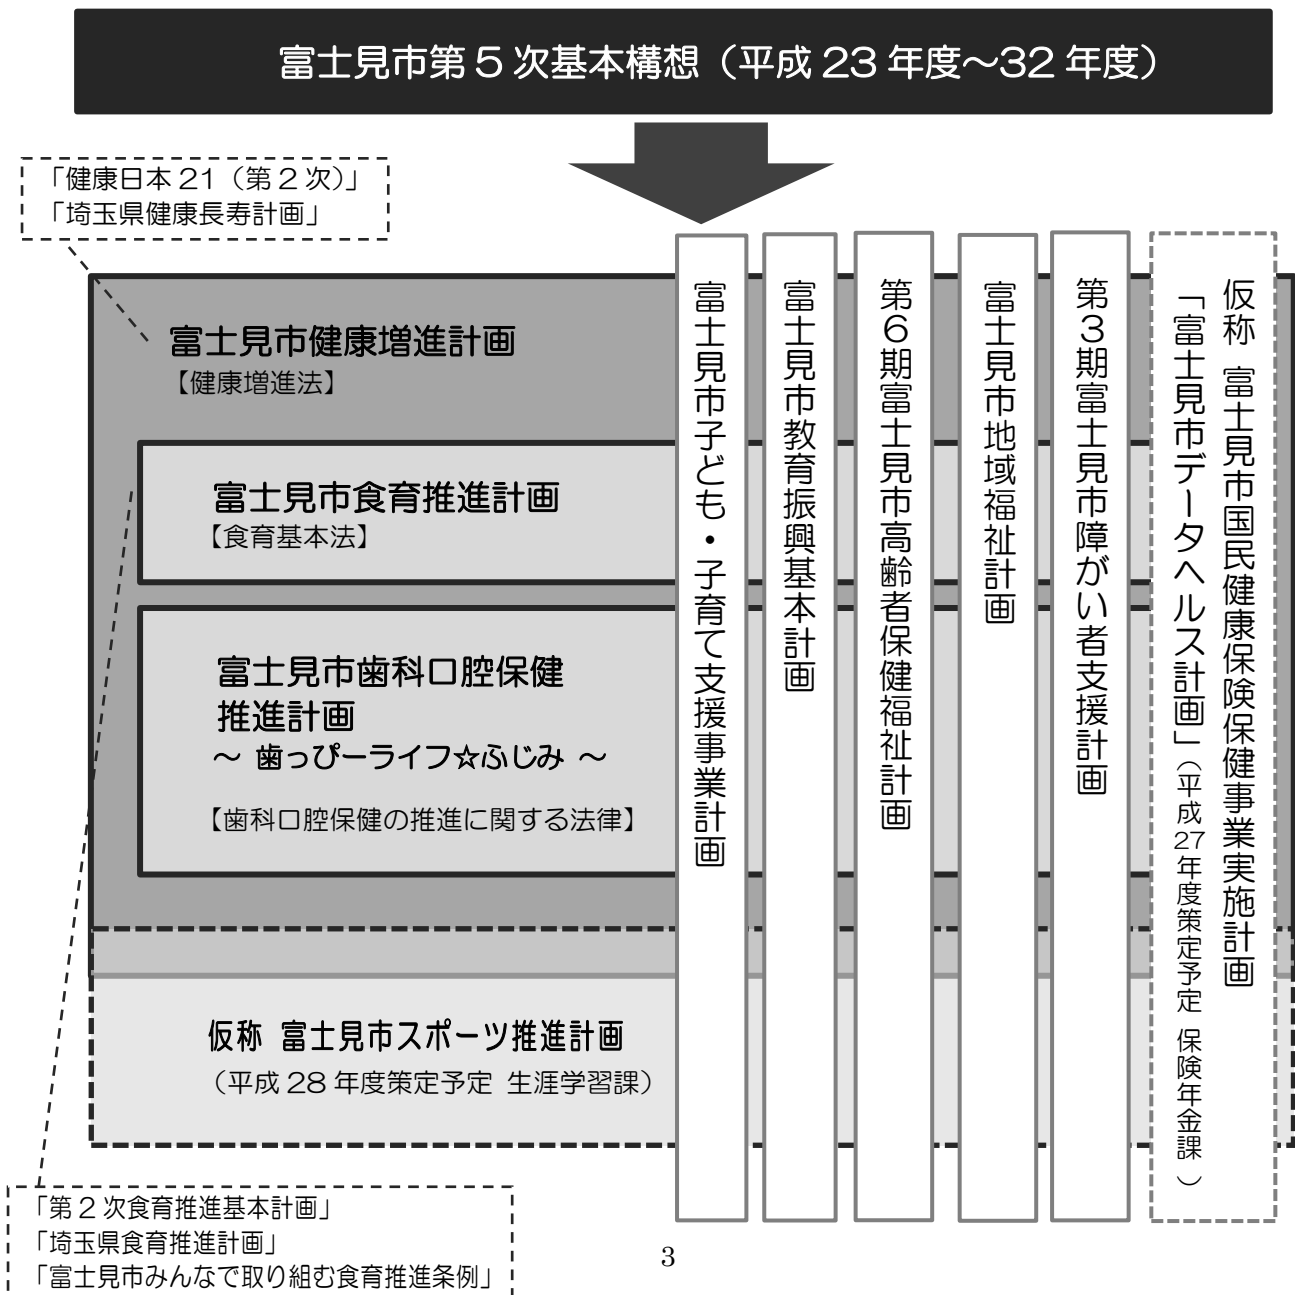 富士見市第5次基本構想（平成23年度～32年度）
「健康日本21（第2次）」
「埼玉県健康長寿計画」
富士見市健康増進計画
【健康増進法】
富士見市食育推進計画
【食育基本法】
富士見市歯科口腔保健
推進計画
～ 歯っぴーライフ☆ふじみ ～
【歯科口腔保健の推進に関する法律】
仮称 富士見市スポーツ推進計画
（平成28年度策定予定 生涯学習課）
富士見市子ども・子育て支援事業計画
富士見市教育振興基本計画
第6期富士見市高齢者保健福祉計画
富士見市地域福祉計画
第3期富士見市障がい者支援計画
仮称 富士見市国民健康保険保健事業実施計画
「富士見市データヘルス計画」（平成27年度策定予定 保険年金課）
「第2次食育推進基本計画」
「埼玉県食育推進計画」
「富士見市みんなで取り組む食育推進条例」
3